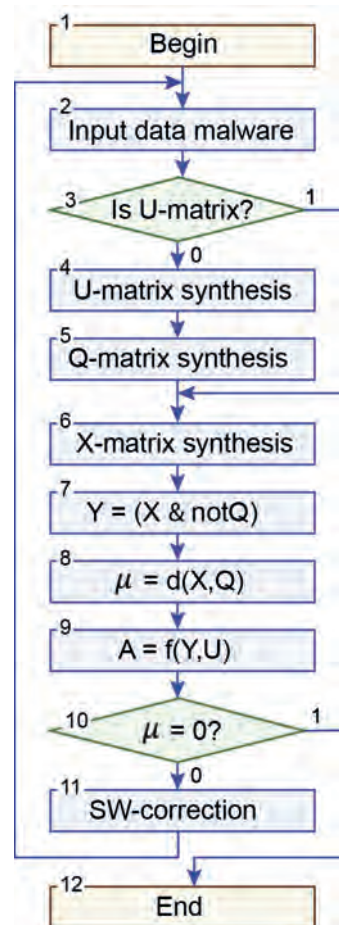 1
Begin
2
Input data malware
3
Is U-matrix?
1
0
4
U-matrix synthesis
5
Q-matrix synthesis
6
X-matrix synthesis
7
Y = (X & notQ)
8
μ = d(X,Q)
9
A = f(Y,U)
10
μ = 0?
1
0
11
SW-correction
12
End